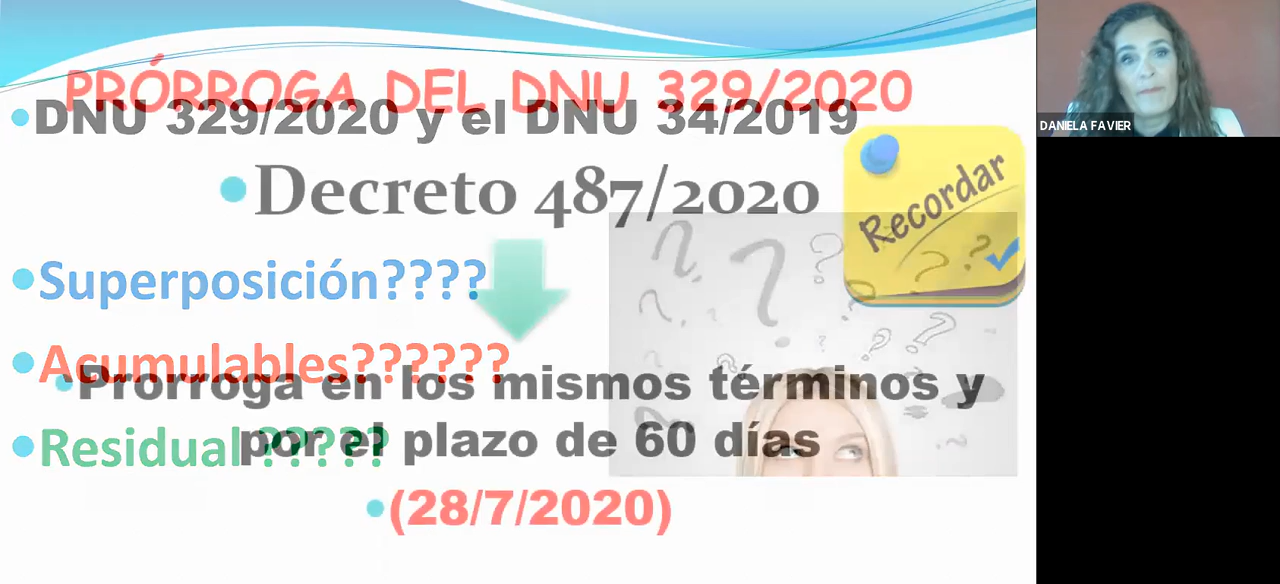 PRÓRROGA DEL DNU 329/2020
•DNU 329/2020 y el DNU 34/2019
•Decreto 487/2020
Recordar
•Superposición????
•Acumulables??????
•Prorroga en los mismos términos y
por el plazo de 60 días
•Residual ?????
•(28/7/2020)
DANIELA FAVIER